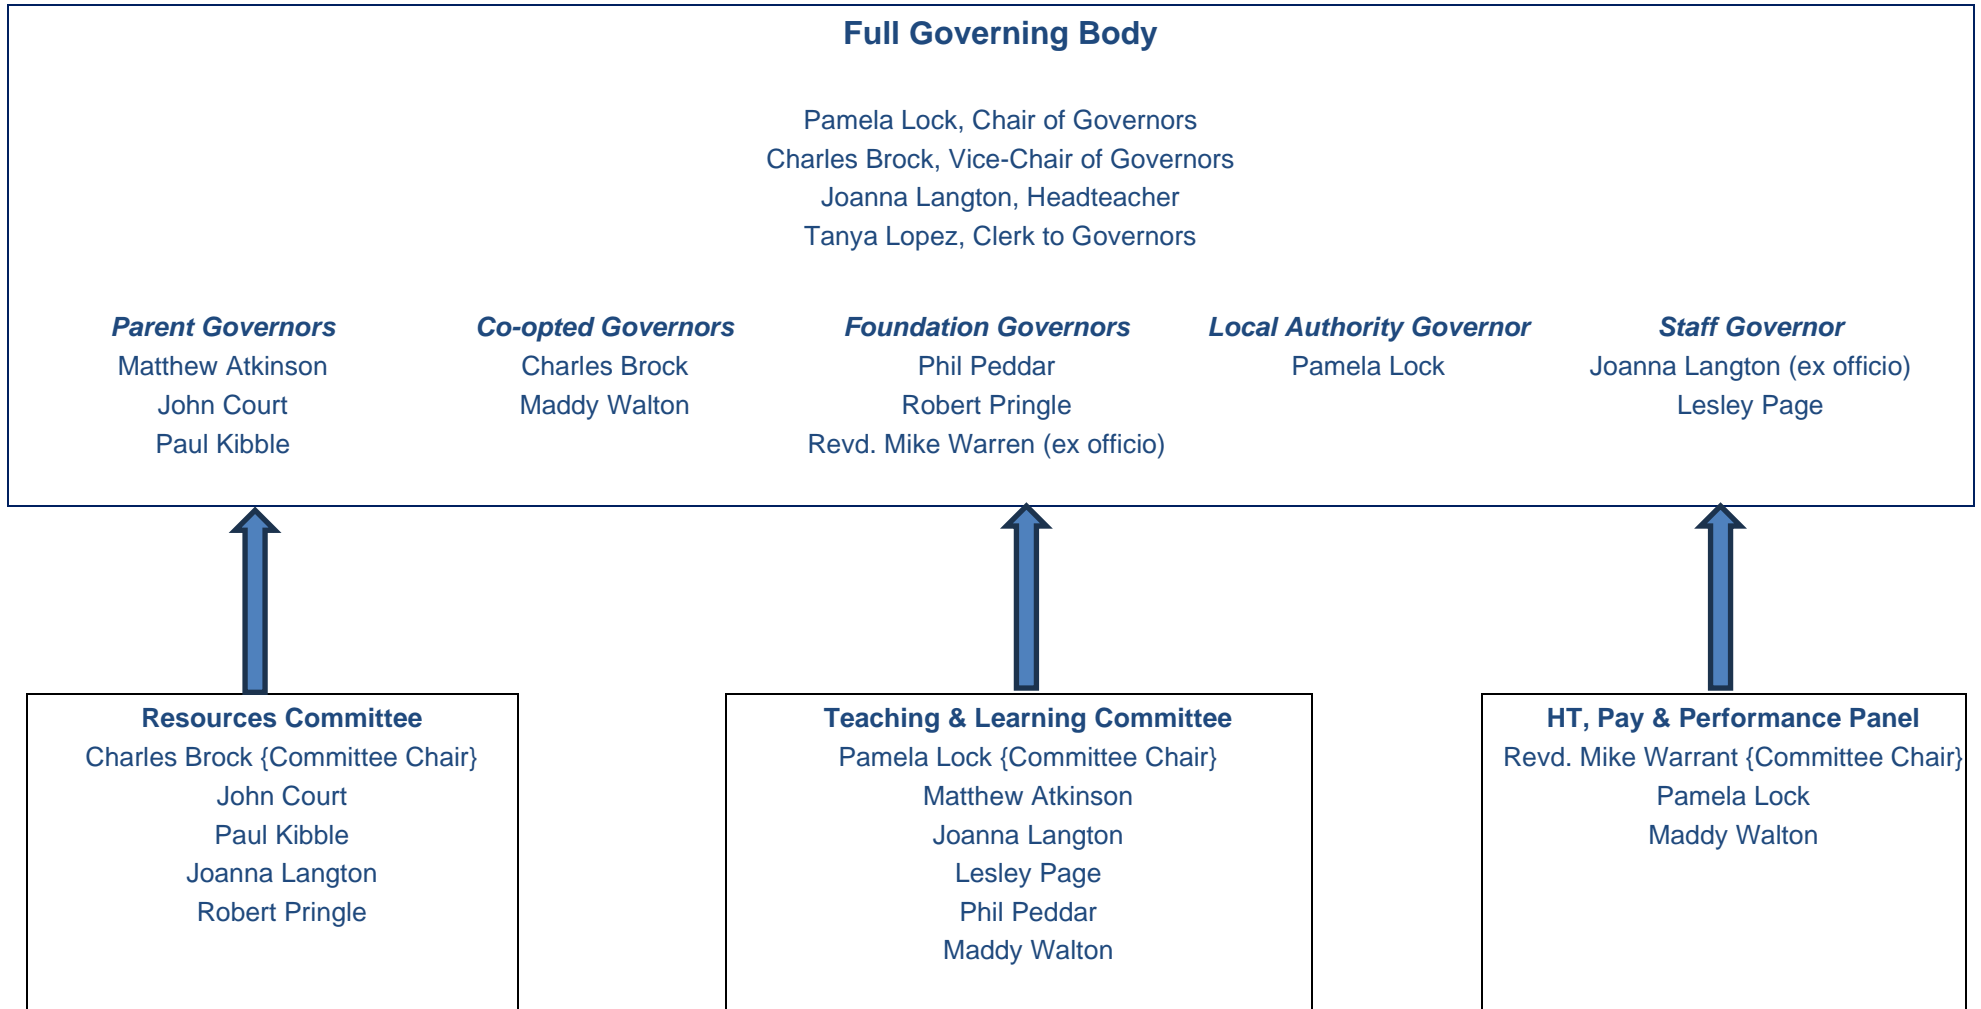 Full Governing Body
Pamela Lock, Chair of Governors
Charles Brock, Vice-Chair of Governors
Joanna Langton, Headteacher
Tanya Lopez, Clerk to Governors
Parent Governors
Matthew Atkinson
John Court
Paul Kibble
Co-opted Governors
Charles Brock
Maddy Walton
Foundation Governors
Phil Peddar
Robert Pringle
Revd. Mike Warren (ex officio)
Local Authority Governor
Pamela Lock
Staff Governor
Joanna Langton (ex officio)
Lesley Page
Resources Committee
Charles Brock {Committee Chair}
John Court
Paul Kibble
Joanna Langton
Robert Pringle
Teaching & Learning Committee
Pamela Lock {Committee Chair}
Matthew Atkinson
Joanna Langton
Lesley Page
Phil Peddar
Maddy Walton
HT, Pay & Performance Panel
Revd. Mike Warrant {Committee Chair}
Pamela Lock
Maddy Walton